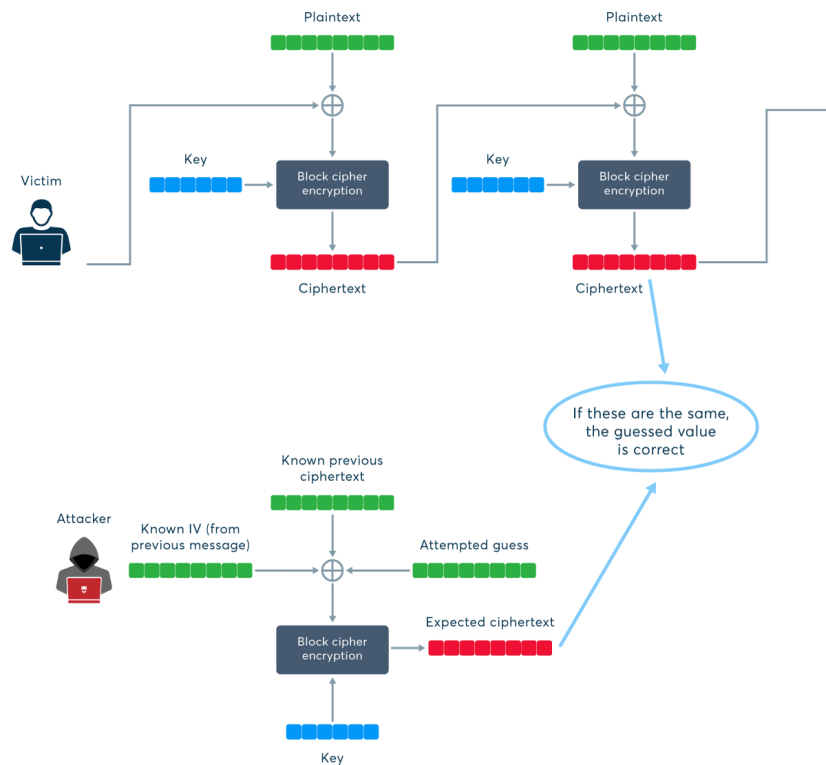 Plaintext
Plaintext
Key
Block cipher
encryption
Key
Block cipher
encryption
Victim
Ciphertext
Ciphertext
If these are the same,
the guessed value
is correct
Known previous
ciphertext
Attacker
Known IV (from
previous message)
Attempted guess
Expected ciphertext
Block cipher
encryption
Key